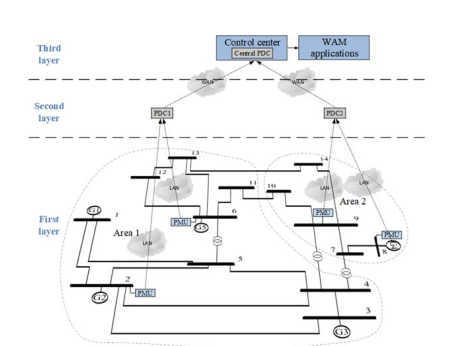 Third
layer
Control center
Central PDC
WAM
applications
WAN
WAN
Second
layer
PDC1
PDC2
First
layer
13
12
14
LAN
LAN
LAN
11
10
Area 2
G1
1
6
PMU
PMU
9
PMU
Area 1
LAN
7
8
5
2
PMU
G2
4
3
G3